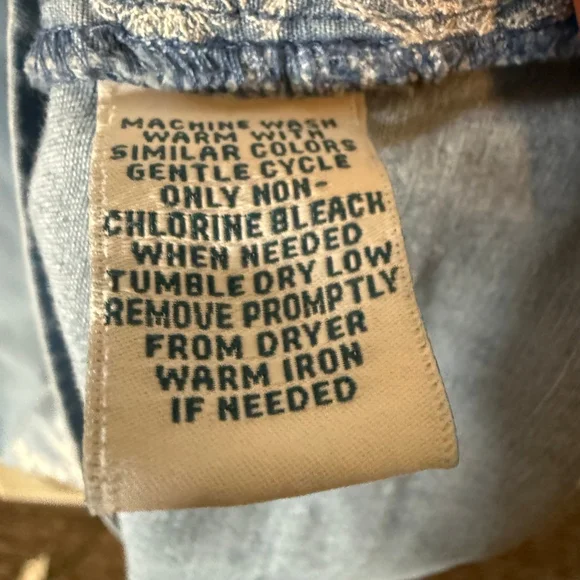 MACHINE WASH
WARM WITH
SIMILAR COLORS
GENTLE CYCLE
ONLY NON-
CHLORINE BLEACH
WHEN NEEDED
TUMBLE DRY LOW
REMOVE PROMPTLY
FROM DRYER
WARM IRON
IF NEEDED